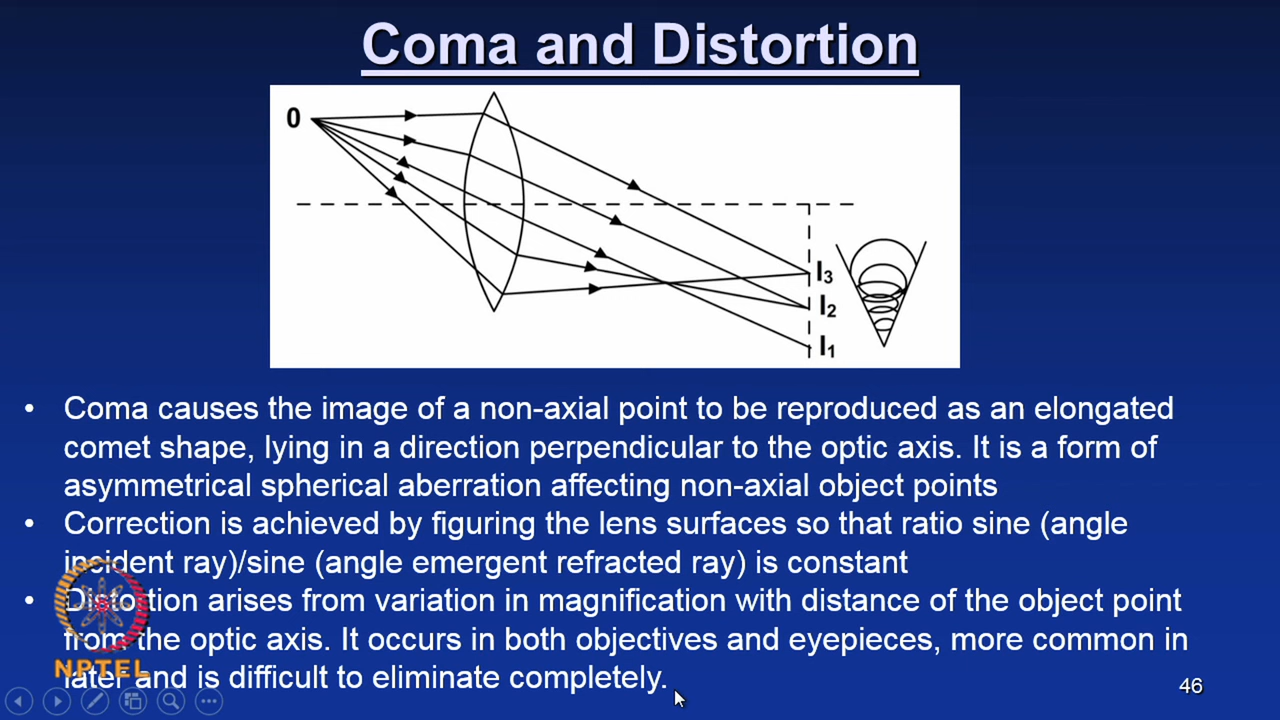 Coma and Distortion
0
I3
I2
I1
• Coma causes the image of a non-axial point to be reproduced as an elongated
comet shape, lying in a direction perpendicular to the optic axis. It is a form of
asymmetrical spherical aberration affecting non-axial object points
• Correction is achieved by figuring the lens surfaces so that ratio sine (angle
incident ray)/sine (angle emergent refracted ray) is constant
• Distortion arises from variation in magnification with distance of the object point
from the optic axis. It occurs in both objectives and eyepieces, more common in
later and is difficult to eliminate completely.
NPTEL
46